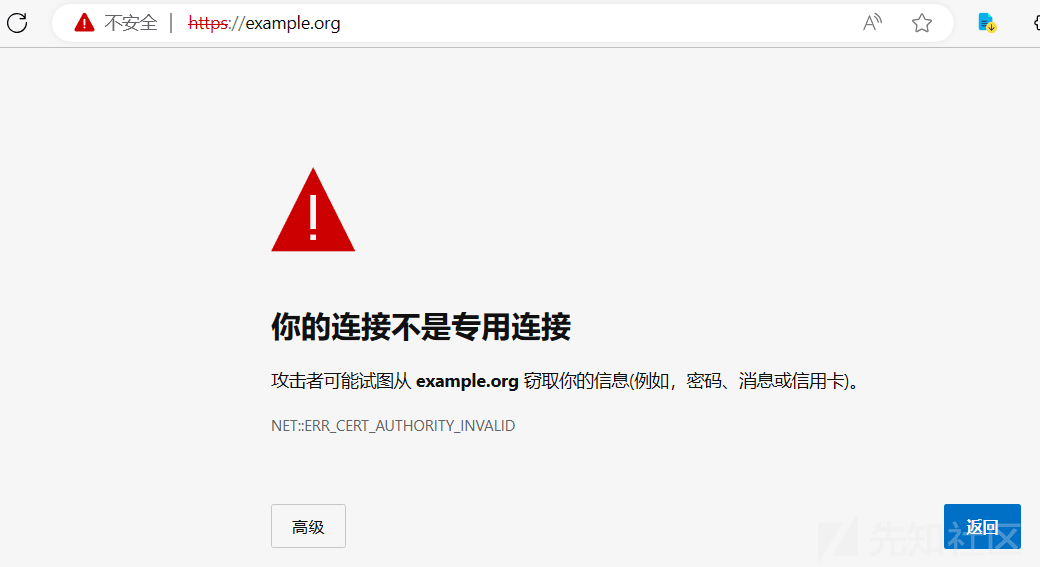 不安全 | https://example.org
你的连接不是专用连接
攻击者可能试图从 example.org 窃取你的信息(例如，密码、消息或信用卡)。
NET::ERR_CERT_AUTHORITY_INVALID
高级
返回
先知社区